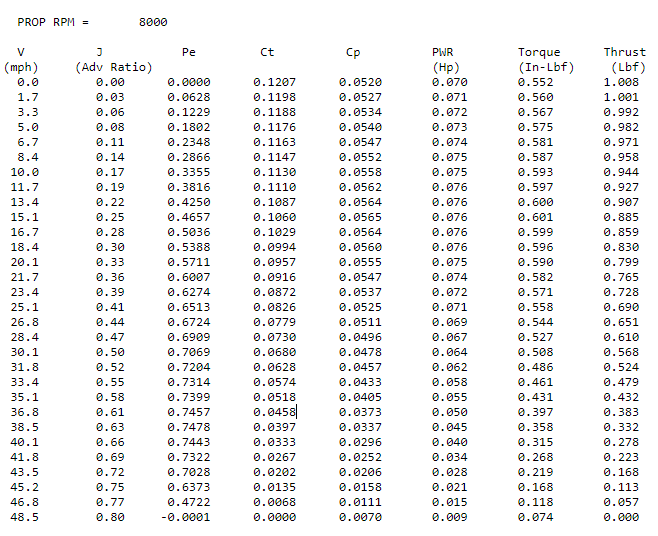 PROP RPM = 8000
V J Pe Ct Cp PWR Torque Thrust
(mph) (Adv Ratio) (Hp) (In-Lbf) (Lbf)
0.0 0.00 0.0000 0.1207 0.0520 0.070 0.552 1.008
1.7 0.03 0.0628 0.1198 0.0527 0.071 0.560 1.001
3.3 0.06 0.1229 0.1188 0.0534 0.072 0.567 0.992
5.0 0.08 0.1802 0.1176 0.0540 0.073 0.575 0.982
6.7 0.11 0.2348 0.1163 0.0547 0.074 0.581 0.971
8.4 0.14 0.2866 0.1147 0.0552 0.075 0.587 0.958
10.0 0.17 0.3355 0.1130 0.0558 0.075 0.593 0.944
11.7 0.19 0.3816 0.1110 0.0562 0.076 0.597 0.927
13.4 0.22 0.4250 0.1087 0.0564 0.076 0.600 0.907
15.1 0.25 0.4657 0.1060 0.0565 0.076 0.601 0.885
16.7 0.28 0.5036 0.1029 0.0564 0.076 0.599 0.859
18.4 0.30 0.5388 0.0994 0.0560 0.076 0.596 0.830
20.1 0.33 0.5711 0.0957 0.0555 0.075 0.590 0.799
21.7 0.36 0.6007 0.0916 0.0547 0.074 0.582 0.765
23.4 0.39 0.6274 0.0872 0.0537 0.072 0.571 0.728
25.1 0.41 0.6513 0.0826 0.0525 0.071 0.558 0.690
26.8 0.44 0.6724 0.0779 0.0511 0.069 0.544 0.651
28.4 0.47 0.6909 0.0730 0.0496 0.067 0.527 0.610
30.1 0.50 0.7069 0.0680 0.0478 0.064 0.508 0.568
31.8 0.52 0.7204 0.0628 0.0457 0.062 0.486 0.524
33.4 0.55 0.7314 0.0574 0.0433 0.058 0.461 0.479
35.1 0.58 0.7399 0.0518 0.0405 0.055 0.431 0.432
36.8 0.61 0.7457 0.0458 0.0373 0.050 0.397 0.383
38.5 0.63 0.7478 0.0397 0.0337 0.045 0.358 0.332
40.1 0.66 0.7443 0.0333 0.0296 0.040 0.315 0.278
41.8 0.69 0.7322 0.0267 0.0252 0.034 0.268 0.223
43.5 0.72 0.7028 0.0202 0.0206 0.028 0.219 0.168
45.2 0.75 0.6373 0.0135 0.0158 0.021 0.168 0.113
46.8 0.77 0.4722 0.0068 0.0111 0.015 0.118 0.057
48.5 0.80 -0.0001 0.0000 0.0070 0.009 0.074 0.000